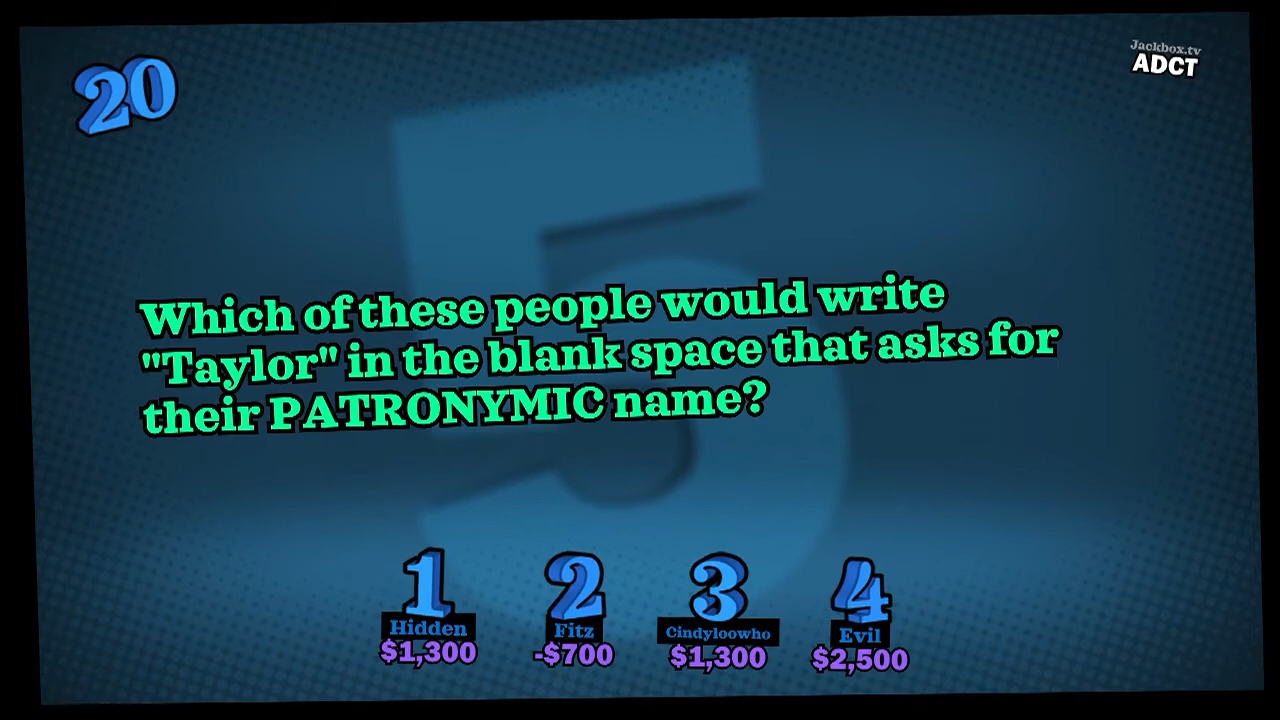 20
Jackbox.tv
ADCT
5
Which of these people would write
"Taylor" in the blank space that asks for
their PATRONYMIC name?
1 2 3 4
Hidden Fitz Cindyloowho Evil
$1,300 -$700 $1,300 $2,500